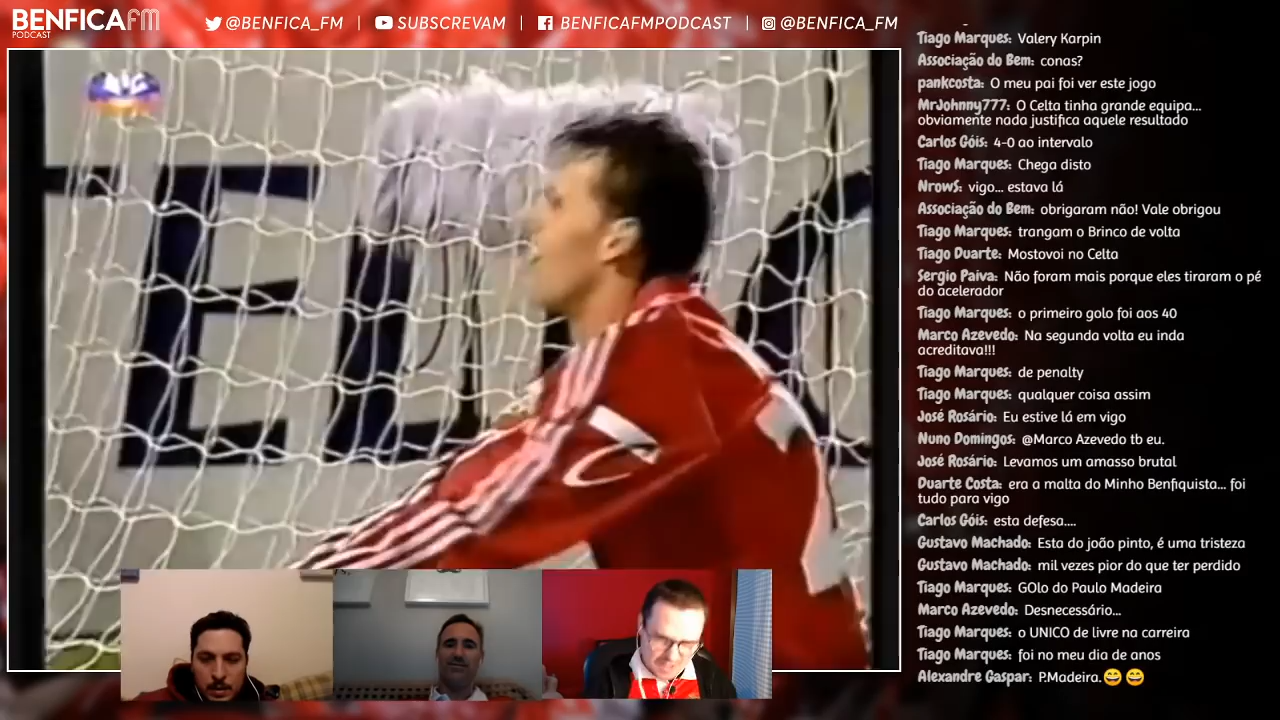 BENFICAFM
PODCAST
@BENFICA_FM | SUBSCREVAM | BENFICAFMPODCAST | @BENFICA_FM
SIC
Tiago Marques: Valery Karpin
Associação do Bem: conas?
pankcosta: O meu pai foi ver este jogo
MrJohnny777: O Celta tinha grande equipa...
obviamente nada justifica aquele resultado
Carlos Góis: 4-0 ao intervalo
Tiago Marques: Chega disto
NrowS: vigo... estava lá
Associação do Bem: obrigaram não! Vale obrigou
Tiago Marques: trangam o Brinco de volta
Tiago Duarte: Mostovoi no Celta
Sergio Paiva: Não foram mais porque eles tiraram o pé
do acelerador
Tiago Marques: o primeiro golo foi aos 40
Marco Azevedo: Na segunda volta eu inda
acreditava!!!
Tiago Marques: de penalty
Tiago Marques: qualquer coisa assim
José Rosário: Eu estive lá em vigo
Nuno Domingos: @Marco Azevedo tb eu.
José Rosário: Levamos um amasso brutal
Duarte Costa: era a malta do Minho Benfiquista... foi
tudo para vigo
Carlos Góis: esta defesa....
Gustavo Machado: Esta do joão pinto, é uma tristeza
Gustavo Machado: mil vezes pior do que ter perdido
Tiago Marques: GOlo do Paulo Madeira
Marco Azevedo: Desnecessário...
Tiago Marques: o UNICO de livre na carreira
Tiago Marques: foi no meu dia de anos
Alexandre Gaspar: P.Madeira.😄 😄